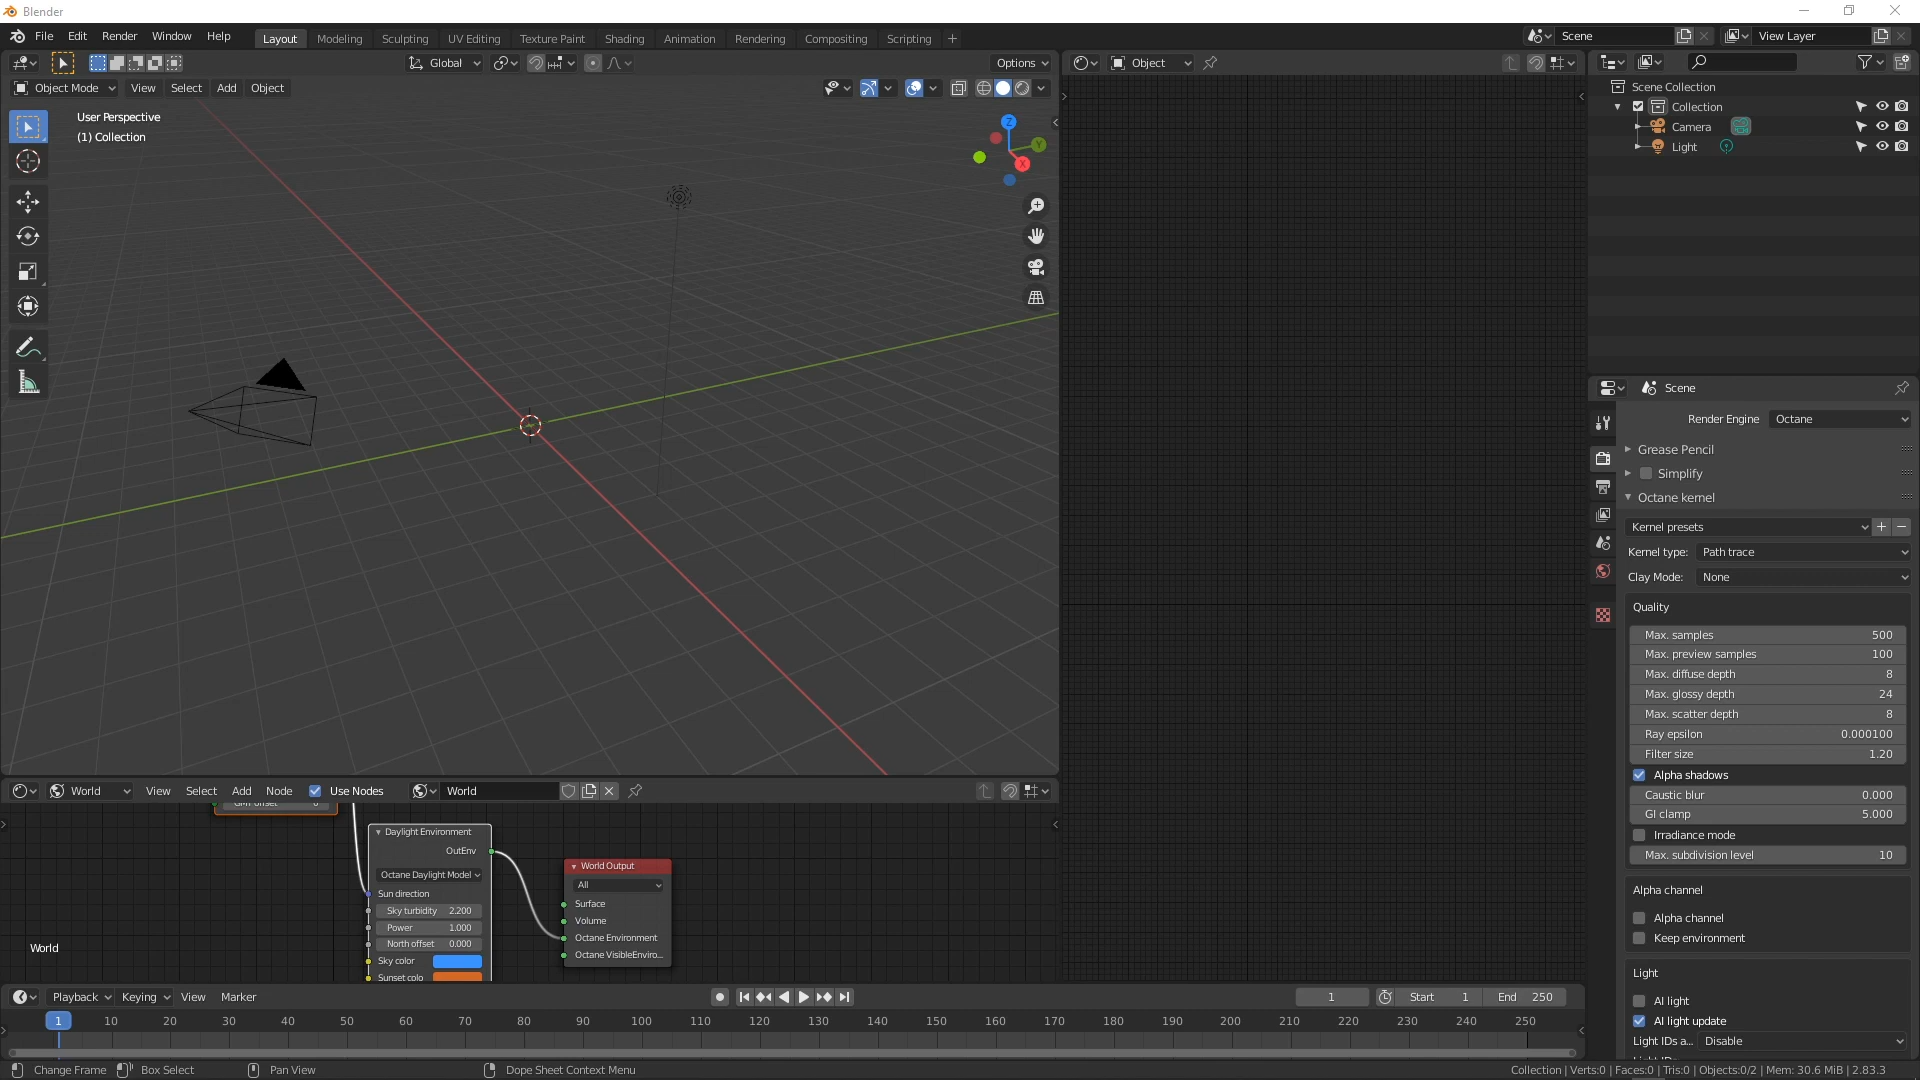 Blender
File Edit Render Window Help
Layout Modeling Sculpting UV Editing Texture Paint Shading Animation Rendering Compositing Scripting +
Scene
View Layer
Global
Options
Object
Object Mode View Select Add Object
User Perspective
(1) Collection
Z
Y
X
Scene Collection
Collection
Camera
Light
Scene
Render Engine Octane
Grease Pencil
Simplify
Octane kernel
Kernel presets
Kernel type: Path trace
Clay Mode: None
Quality
Max. samples 500
Max. preview samples 100
Max. diffuse depth 8
Max. glossy depth 24
Max. scatter depth 8
Ray epsilon 0.000100
Filter size 1.20
Alpha shadows
Caustic blur 0.000
GI clamp 5.000
Irradiance mode
Max. subdivision level 10
Alpha channel
Alpha channel
Keep environment
Light
AI light
AI light update
Light IDs a... Disable
World View Select Add Node Use Nodes World
GMT offset
Daylight Environment
OutEnv
Octane Daylight Model
Sun direction
Sky turbidity 2.200
Power 1.000
North offset 0.000
Sky color
Sunset colo
World Output
All
Surface
Volume
Octane Environment
Octane VisibleEnviro...
World
Playback Keying View Marker
1
Start 1
End 250
1 10 20 30 40 50 60 70 80 90 100 110 120 130 140 150 160 170 180 190 200 210 220 230 240 250
Change Frame Box Select Pan View Dope Sheet Context Menu
Collection | Verts:0 | Faces:0 | Tris:0 | Objects:0/2 | Mem: 30.6 MiB | 2.83.3